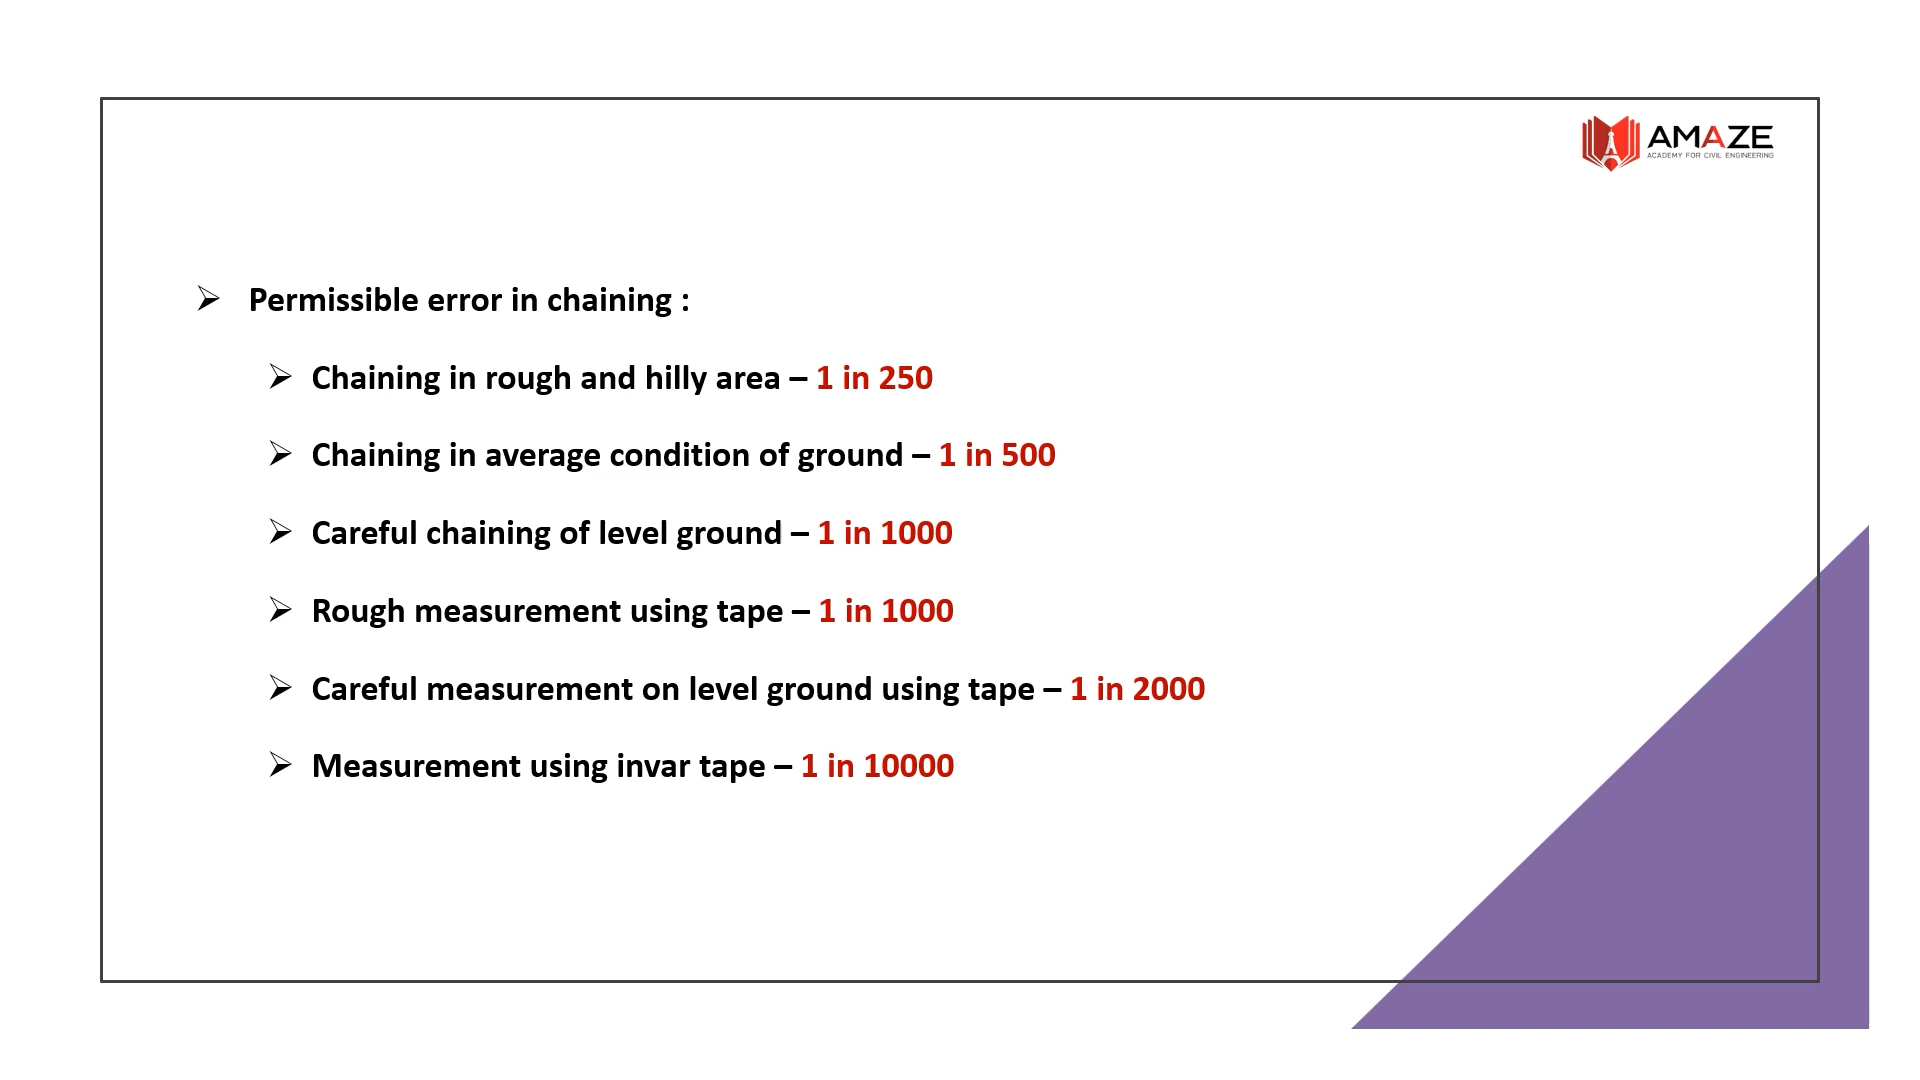 AMAZE
ACADEMY FOR CIVIL ENGINEERING
➢ Permissible error in chaining :
➢ Chaining in rough and hilly area – 1 in 250
➢ Chaining in average condition of ground – 1 in 500
➢ Careful chaining of level ground – 1 in 1000
➢ Rough measurement using tape – 1 in 1000
➢ Careful measurement on level ground using tape – 1 in 2000
➢ Measurement using invar tape – 1 in 10000